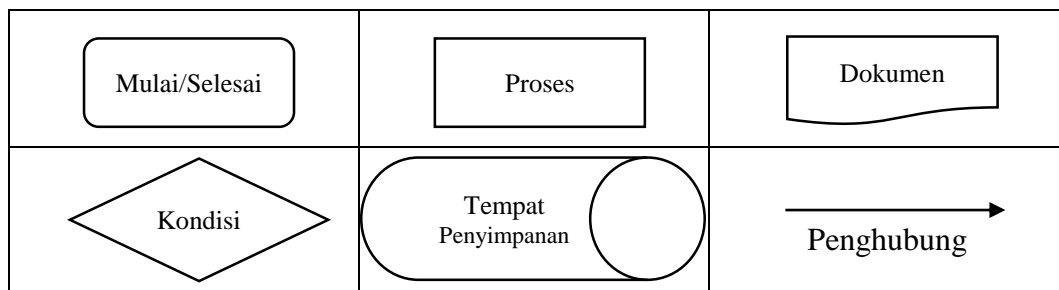 Mulai/Selesai
Proses
Dokumen
Kondisi
Tempat
Penyimpanan
Penghubung